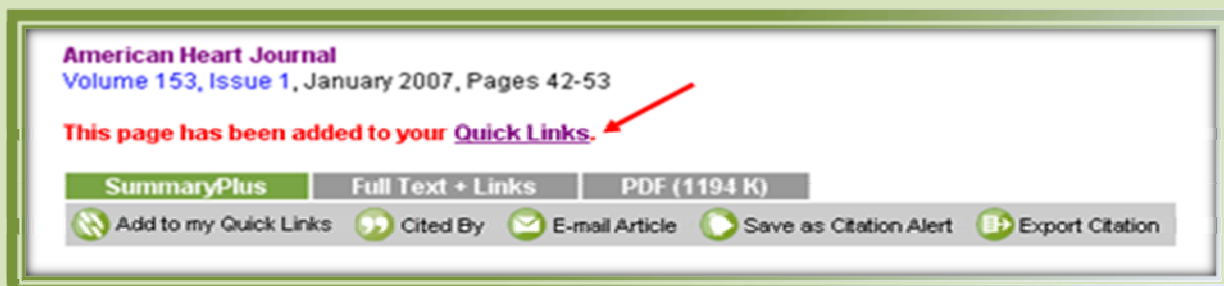 American Heart Journal
Volume 153, Issue 1, January 2007, Pages 42-53
This page has been added to your Quick Links.
SummaryPlus Full Text + Links PDF (1194 K)
Add to my Quick Links Cited By E-mail Article Save as Citation Alert Export Citation